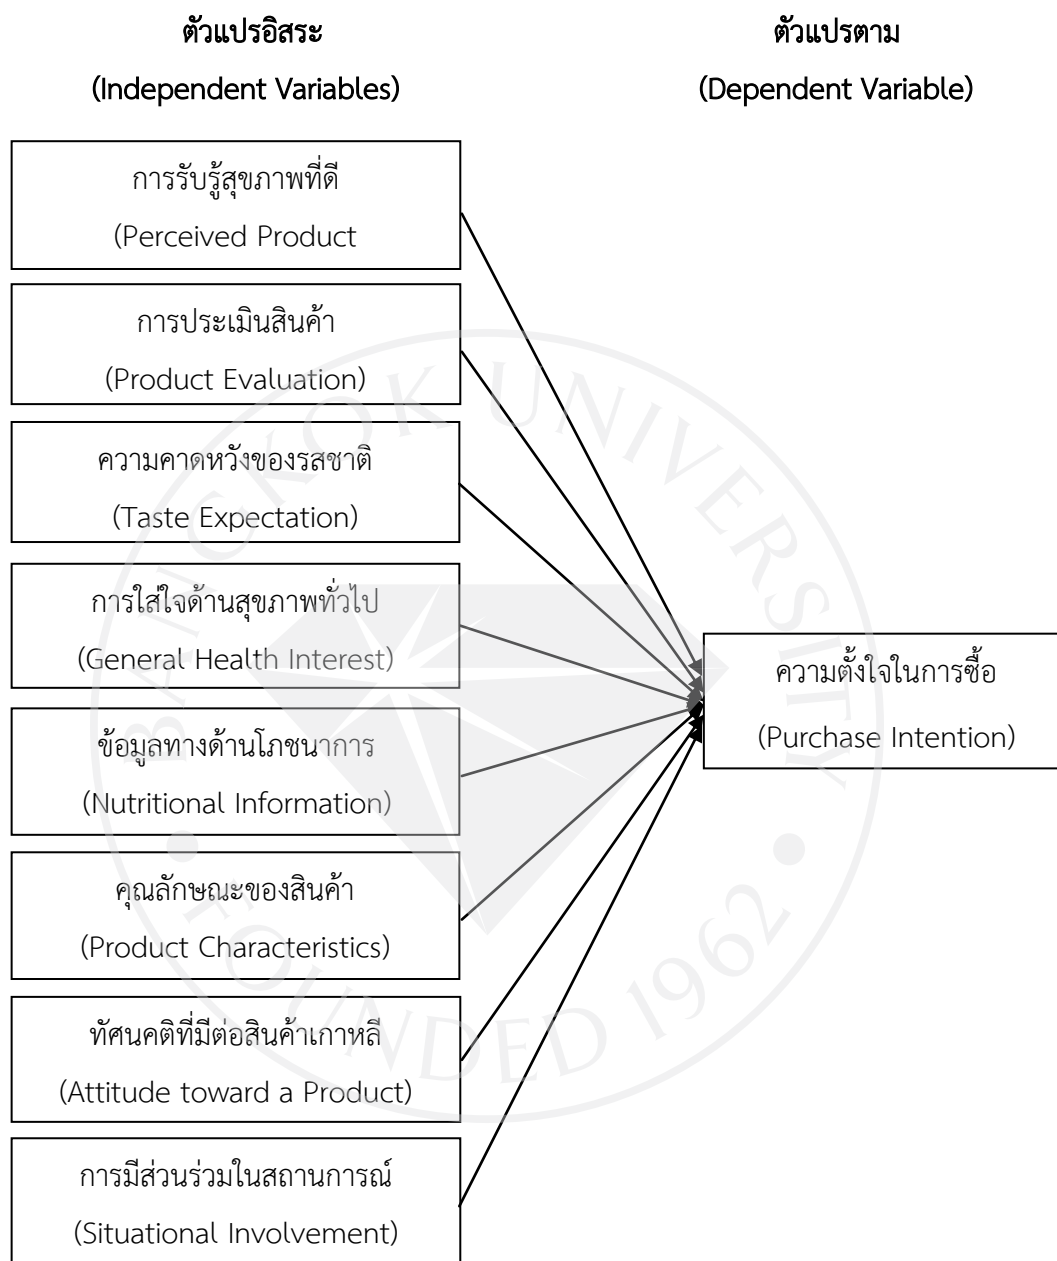 ตัวแปรอิสระ
(Independent Variables)
ตัวแปรตาม
(Dependent Variable)
การรับรู้สุขภาพที่ดี
(Perceived Product
การประเมินสินค้า
(Product Evaluation)
ความคาดหวังของรสชาติ
(Taste Expectation)
การใส่ใจด้านสุขภาพทั่วไป
(General Health Interest)
ข้อมูลทางด้านโภชนาการ
(Nutritional Information)
คุณลักษณะของสินค้า
(Product Characteristics)
ทัศนคติที่มีต่อสินค้าเกาหลี
(Attitude toward a Product)
การมีส่วนร่วมในสถานการณ์
(Situational Involvement)
ความตั้งใจในการซื้อ
(Purchase Intention)
BANGKOK UNIVERSITY
FOUNDED 1962